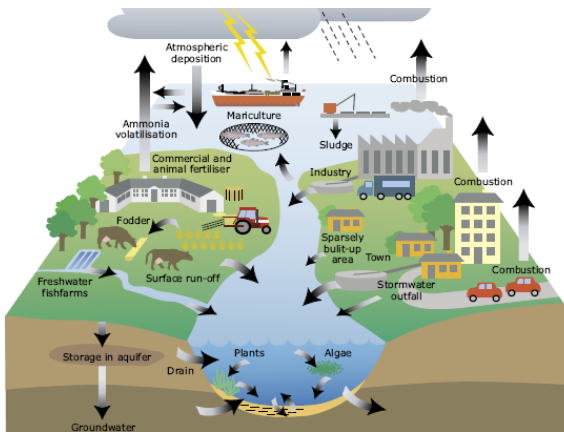 Atmospheric
deposition
Combustion
Ammonia
volatilisation
Mariculture
Sludge
Commercial and
animal fertiliser
Industry
Combustion
Fodder
Sparsely
bulit-up
area
Town
Combustion
Freshwater
fishfarms
Surface run-off
Stormwater
outfall
Storage in aquifer
Drain
Plants
Algae
Groundwater